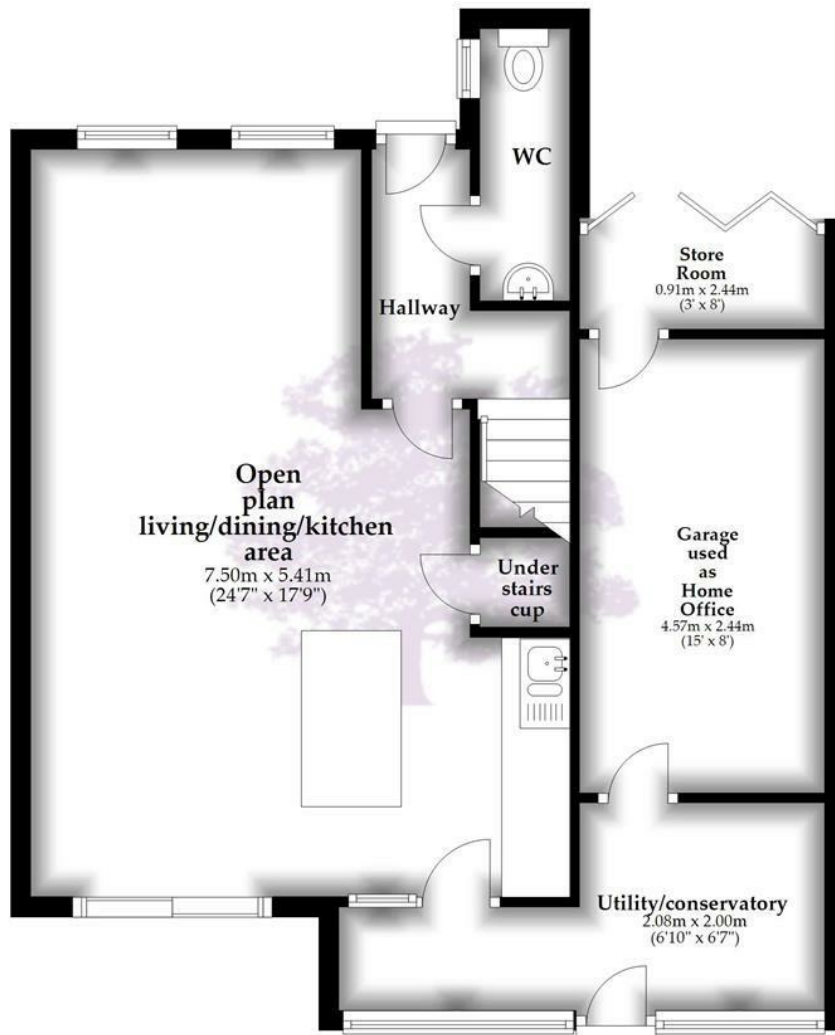 WC
Store
Room
0.91m x 2.44m
(3' x 8')
Hallway
Open
plan
living/dining/kitchen
area
7.50m x 5.41m
(24'7" x 17'9")
Under
stairs
cup
Garage
used
as
Home
Office
4.57m x 2.44m
(15' x 8')
Utility/conservatory
2.08m x 2.00m
(6'10" x 6'7")